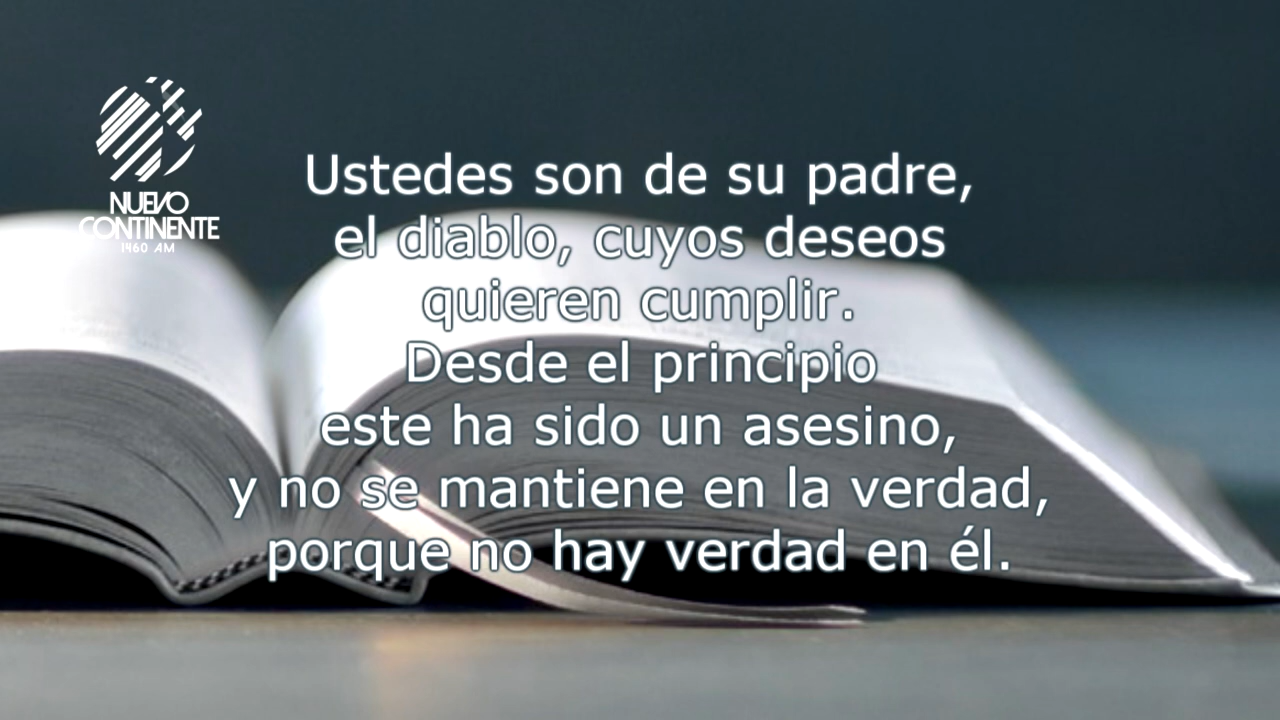 NUEVO
CONTINENTE
1460 AM
Ustedes son de su padre,
el diablo, cuyos deseos
quieren cumplir.
Desde el principio
este ha sido un asesino,
y no se mantiene en la verdad,
porque no hay verdad en él.